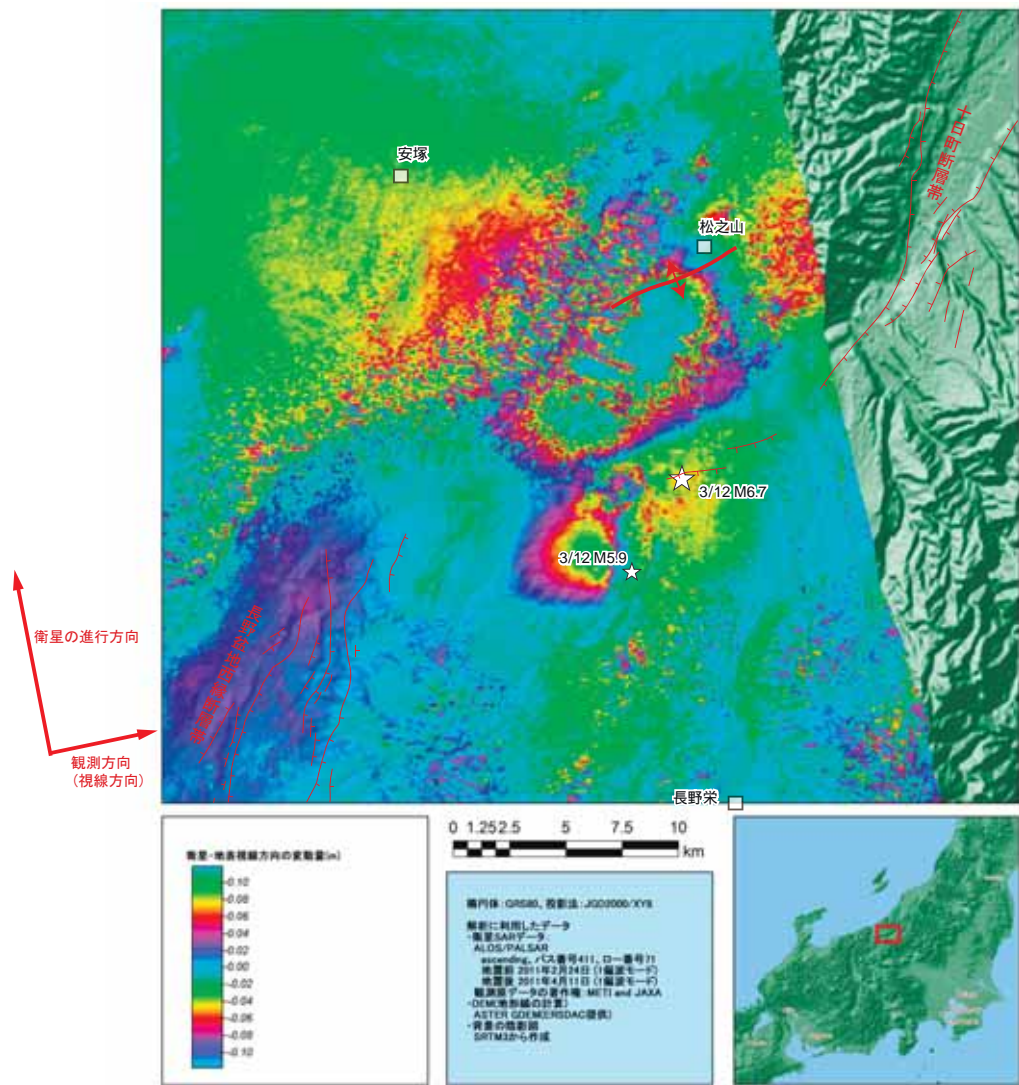 安塚
松之山
十日町断層帯
3/12 M6.7
3/12 M5.9
衛星の進行方向
観測方向
(視線方向)
長野栄
0 1.25 2.5 5 7.5 10
km
衛星-地表視線方向の変動量(m)
-0.10
-0.08
-0.06
-0.04
-0.02
-0.00
-0.02
-0.04
-0.06
-0.08
-0.10
楕円体:GRS80、投影法:JGD2000/XY8
解析に利用したデータ
・衛星SARデータ:
ALOS/PALSAR
ascending、パス番号411、ロー番号71
地震前 2011年2月24日(1偏波モード)
地震後 2011年4月11日(1偏波モード)
観測原データの著作権:METI and JAXA
・DEM(地形縞の計算)
ASTER GDEM(ERSDAC提供)
・背景の陰影図
SRTM3から作成